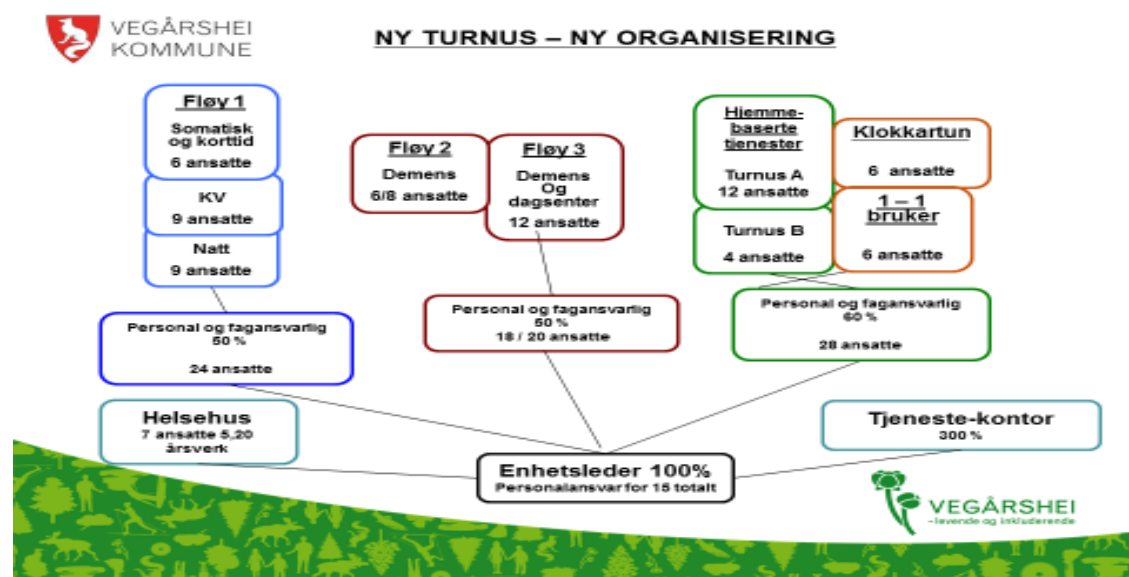 VEGÅRSHEI
KOMMUNE
NY TURNUS – NY ORGANISERING
Fløy 1
Somatisk
og korttid
6 ansatte
KV
9 ansatte
Natt
9 ansatte
Fløy 2
Demens
6/8 ansatte
Fløy 3
Demens
Og
dagsenter
12 ansatte
Hjemme-
baserte
tjenester
Turnus A
12 ansatte
Turnus B
4 ansatte
Klokkartun
6 ansatte
1 – 1
bruker
6 ansatte
Personal og fagansvarlig
50 %
24 ansatte
Personal og fagansvarlig
50 %
18 / 20 ansatte
Personal og fagansvarlig
60 %
28 ansatte
Helsehus
7 ansatte 5,20
årsverk
Enhetsleder 100%
Personalansvar for 15 totalt
Tjeneste-kontor
300 %
VEGÅRSHEI
-levende og inkluderende